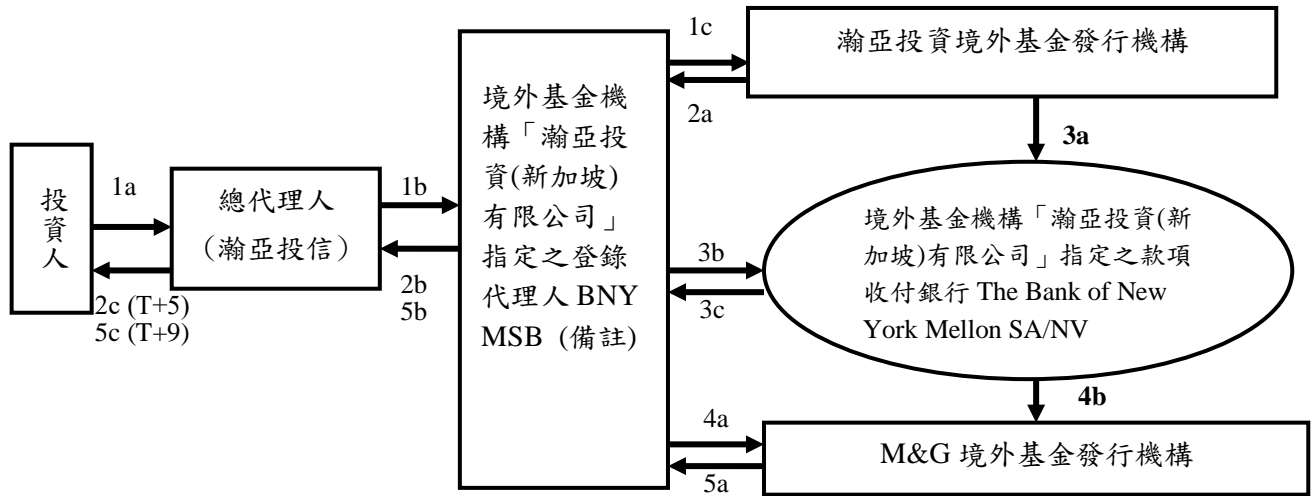 投
資
人
1a
2c (T+5)
5c (T+9)
總代理人
（瀚亞投信）
1b
2b
5b
境外基金機
構「瀚亞投
資(新加坡)
有限公司」
指定之登錄
代理人 BNY
MSB (備註)
1c
2a
瀚亞投資境外基金發行機構
3a
3b
3c
境外基金機構「瀚亞投資(新
加坡)有限公司」指定之款項
收付銀行 The Bank of New
York Mellon SA/NV
4b
4a
5a
M&G 境外基金發行機構